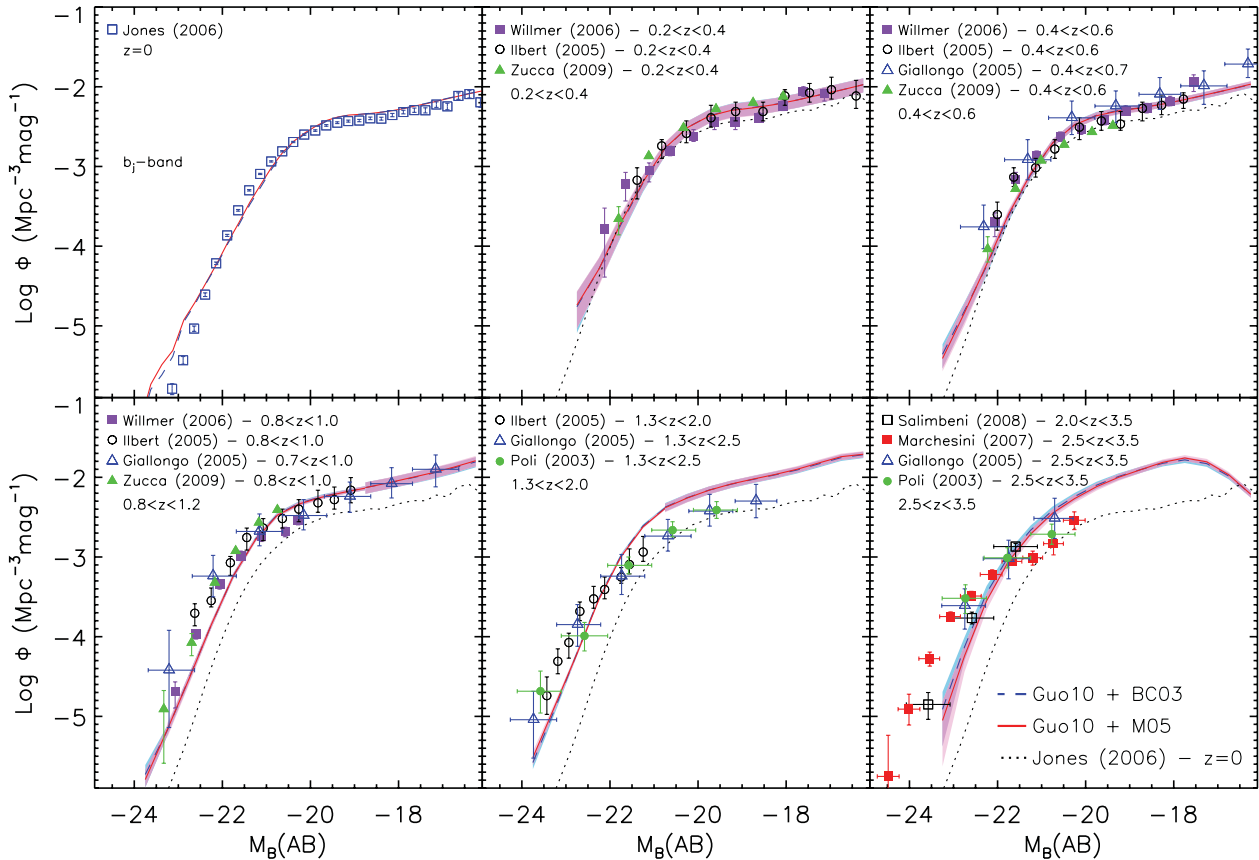 Log Φ (Mpc⁻³mag⁻¹)
-1
-2
-3
-4
-5
Jones (2006)
z=0
bⱼ-band
Willmer (2006) - 0.2<z<0.4
Ilbert (2005) - 0.2<z<0.4
Zucca (2009) - 0.2<z<0.4
0.2<z<0.4
Willmer (2006) - 0.4<z<0.6
Ilbert (2005) - 0.4<z<0.6
Giallongo (2005) - 0.4<z<0.7
Zucca (2009) - 0.4<z<0.6
0.4<z<0.6
Log Φ (Mpc⁻³mag⁻¹)
-1
-2
-3
-4
-5
Willmer (2006) - 0.8<z<1.0
Ilbert (2005) - 0.8<z<1.0
Giallongo (2005) - 0.7<z<1.0
Zucca (2009) - 0.8<z<1.0
0.8<z<1.2
Ilbert (2005) - 1.3<z<2.0
Giallongo (2005) - 1.3<z<2.5
Poli (2003) - 1.3<z<2.5
1.3<z<2.0
Salimbeni (2008) - 2.0<z<3.5
Marchesini (2007) - 2.5<z<3.5
Giallongo (2005) - 2.5<z<3.5
Poli (2003) - 2.5<z<3.5
2.5<z<3.5
Guo10 + BC03
Guo10 + M05
Jones (2006) - z=0
-24 -22 -20 -18
-24 -22 -20 -18
-24 -22 -20 -18
M_B(AB)
M_B(AB)
M_B(AB)